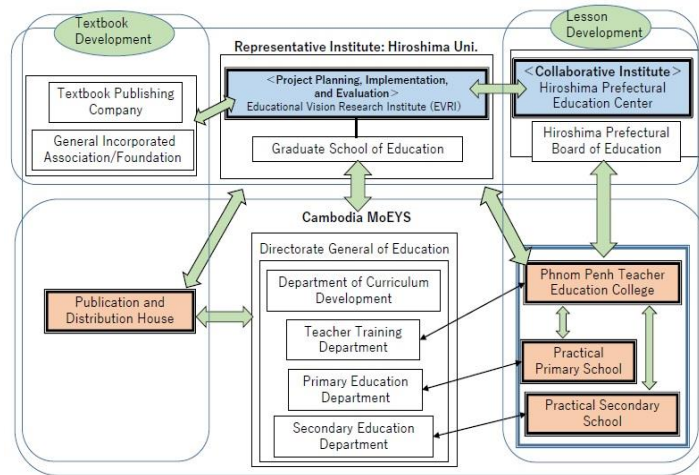 Textbook
Development
Lesson
Development
Representative Institute: Hiroshima Uni.
Textbook Publishing
Company
General Incorporated
Association/Foundation
<Project Planning, Implementation,
and Evaluation>
Educational Vision Research Institute (EVRI)
Graduate School of Education
<Collaborative Institute>
Hiroshima Prefectural
Education Center
Hiroshima Prefectural
Board of Education
Cambodia MoEYS
Directorate General of Education
Department of Curriculum
Development
Teacher Training
Department
Primary Education
Department
Secondary Education
Department
Publication and
Distribution House
Phnom Penh Teacher
Education College
Practical
Primary School
Practical Secondary
School